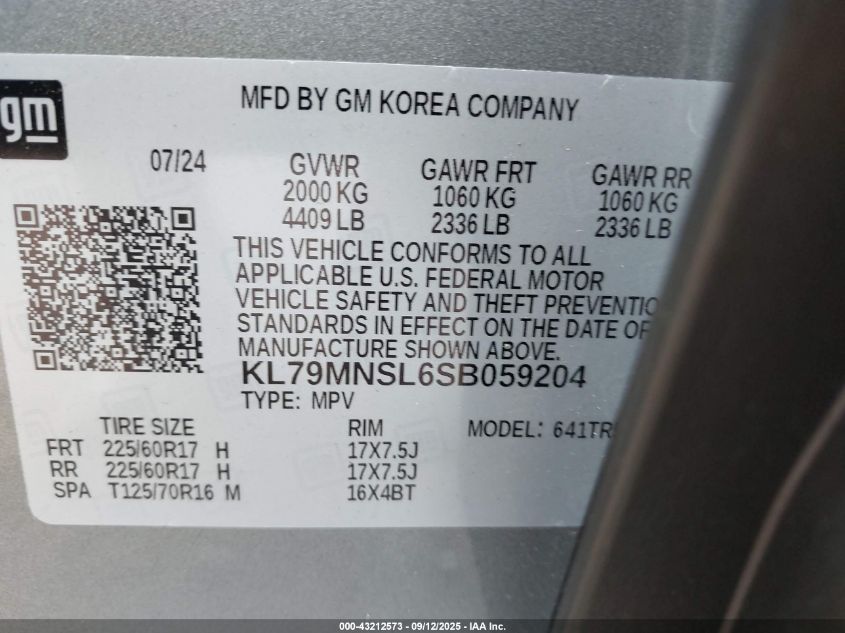 gm
MFD BY GM KOREA COMPANY
07/24 GVWR GAWR FRT GAWR RR
2000 KG 1060 KG 1060 KG
4409 LB 2336 LB 2336 LB
THIS VEHICLE CONFORMS TO ALL
APPLICABLE U.S. FEDERAL MOTOR
VEHICLE SAFETY AND THEFT PREVENTIO
STANDARDS IN EFFECT ON THE DATE OF
MANUFACTURE SHOWN ABOVE.
KL79MNSL6SB059204
TYPE: MPV
TIRE SIZE RIM MODEL: 641TR
FRT 225/60R17 H 17X7.5J
RR 225/60R17 H 17X7.5J
SPA T125/70R16 M 16X4BT
000-43212573 - 09/12/2025 - IAA Inc.